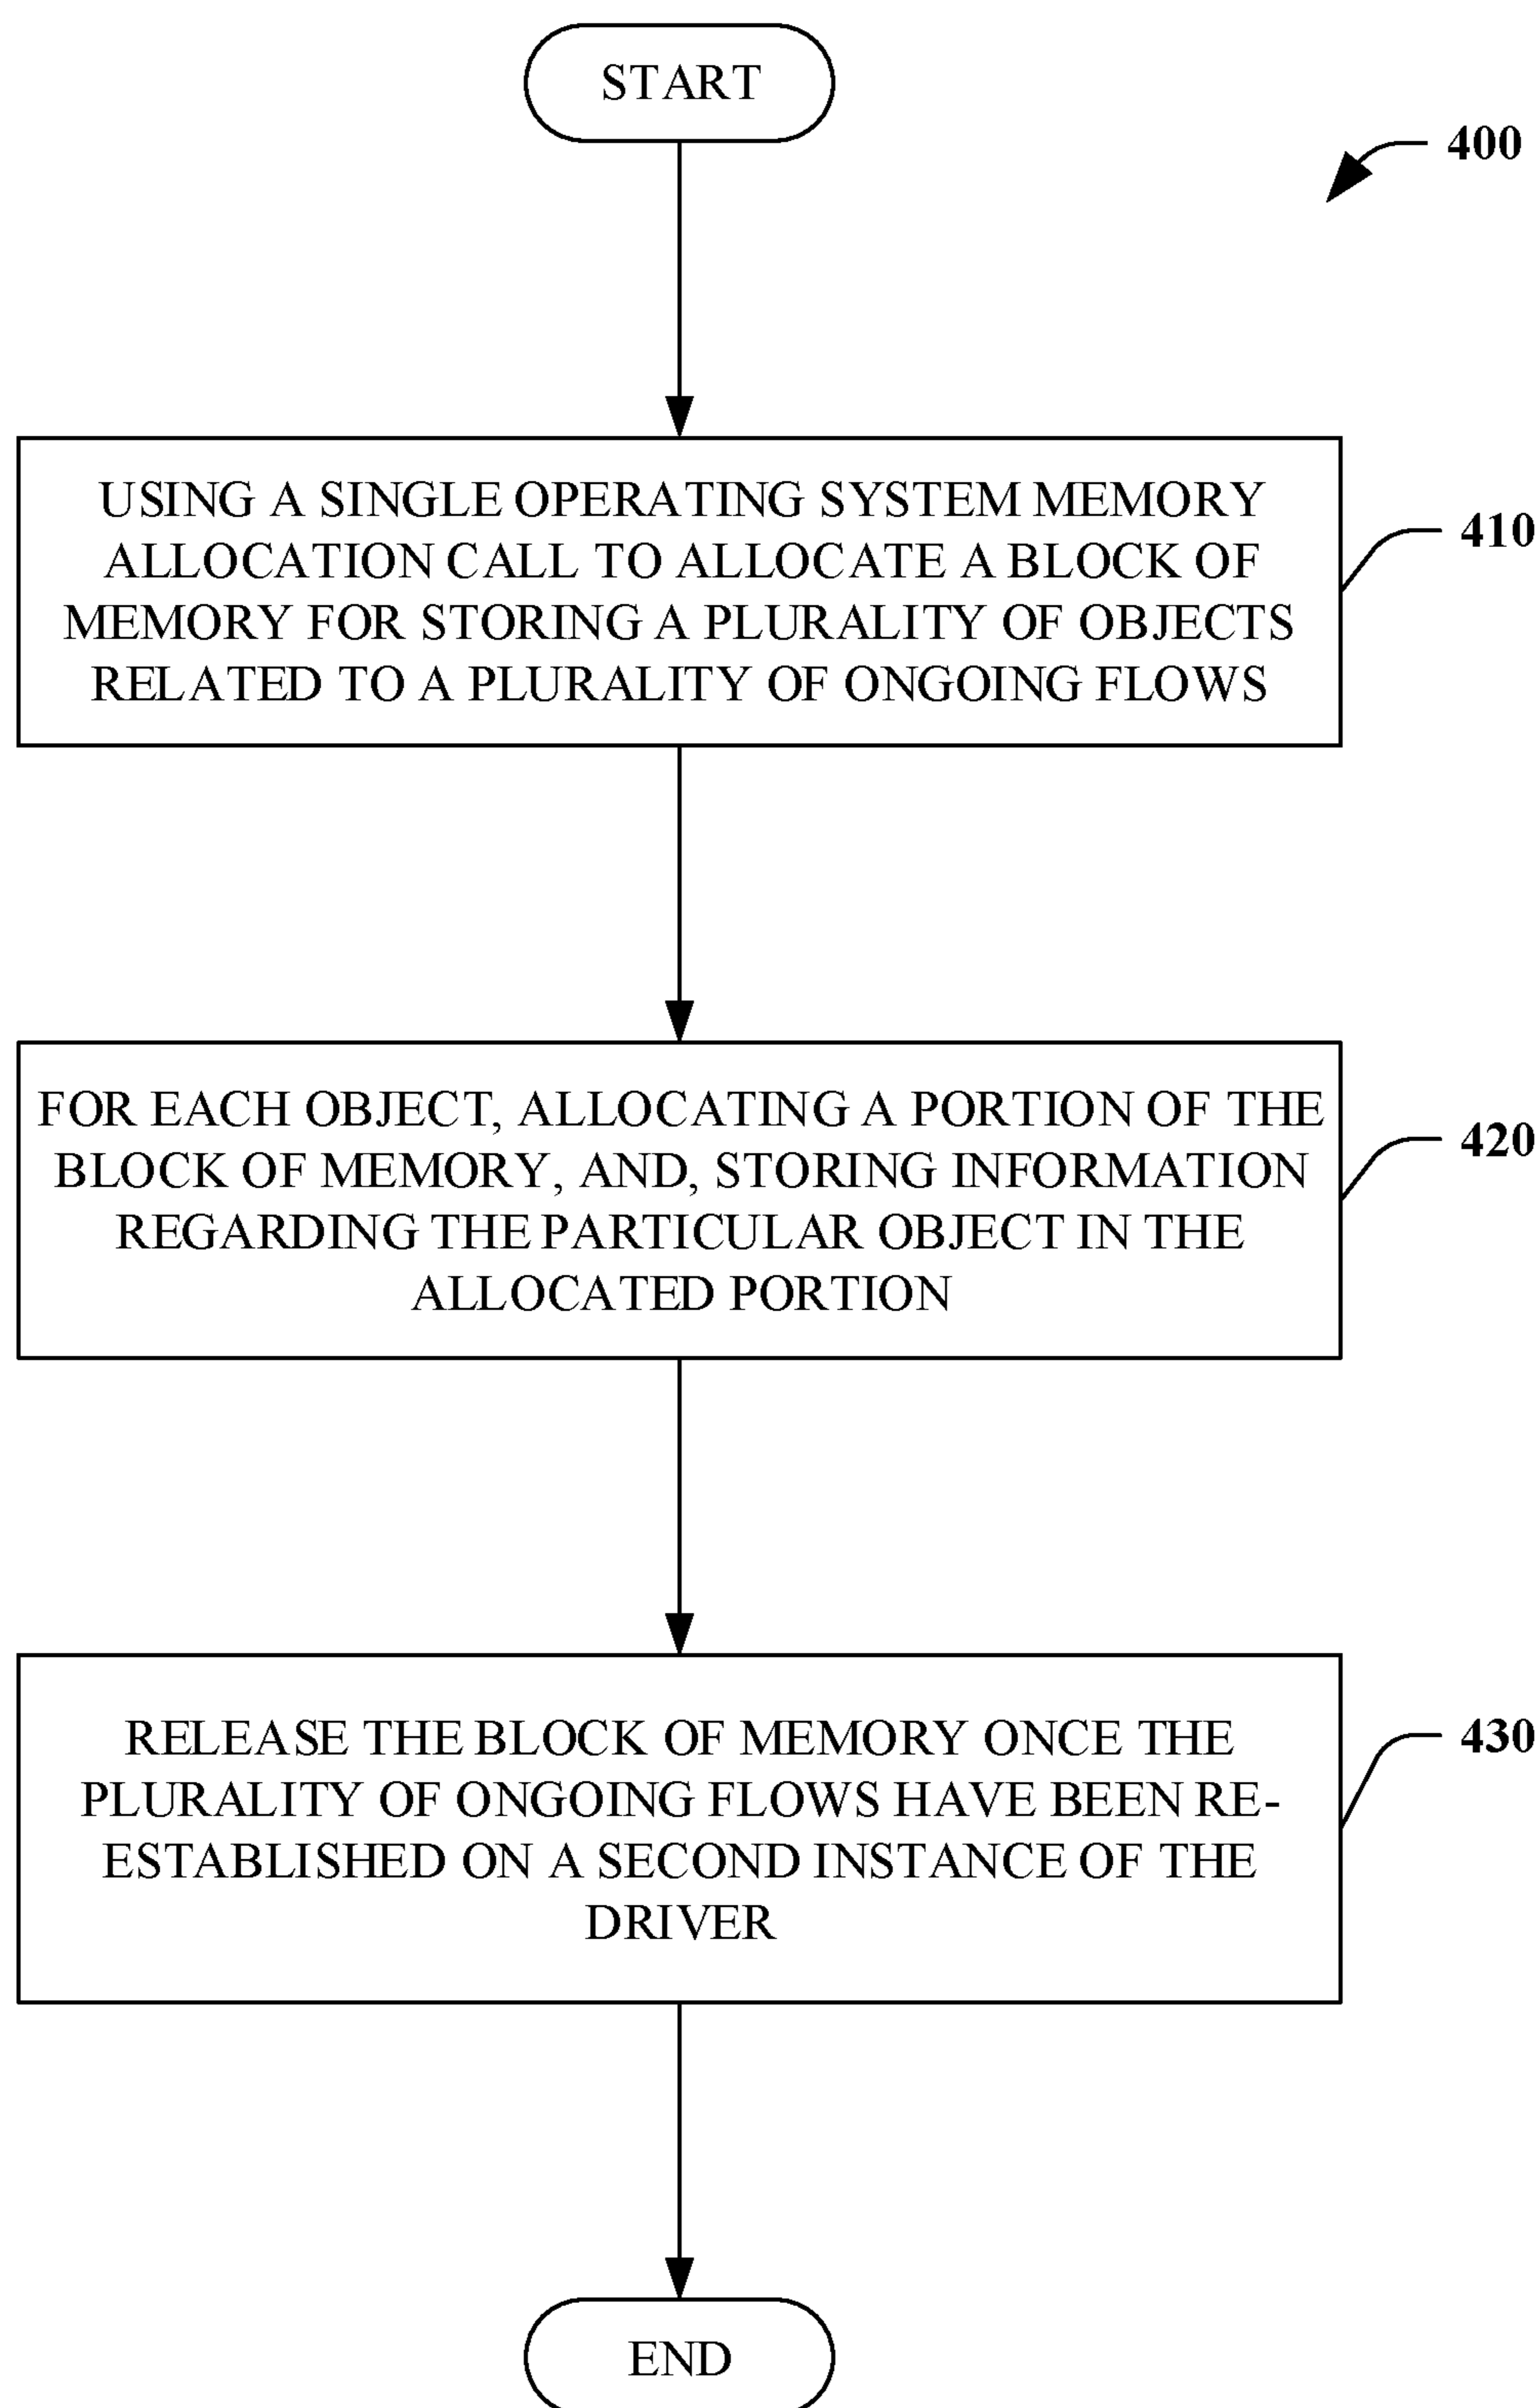 START
400
USING A SINGLE OPERATING SYSTEM MEMORY
ALLOCATION CALL TO ALLOCATE A BLOCK OF
MEMORY FOR STORING A PLURALITY OF OBJECTS
RELATED TO A PLURALITY OF ONGOING FLOWS
410
FOR EACH OBJECT, ALLOCATING A PORTION OF THE
BLOCK OF MEMORY, AND, STORING INFORMATION
REGARDING THE PARTICULAR OBJECT IN THE
ALLOCATED PORTION
420
RELEASE THE BLOCK OF MEMORY ONCE THE
PLURALITY OF ONGOING FLOWS HAVE BEEN RE-
ESTABLISHED ON A SECOND INSTANCE OF THE
DRIVER
430
END